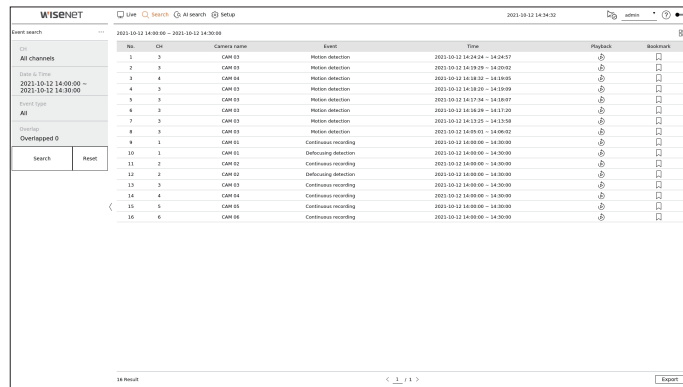 WISENET Live Search AI search Setup 2021-10-12 14:34:32 admin ?
Event search ... 2021-10-12 14:00:00 ~ 2021-10-12 14:30:00
No. CH Camera name Event Time Playback Bookmark
CH
All channels
Date & Time
2021-10-12 14:00:00 ~
2021-10-12 14:30:00
Event type
All
Overlap
Overlapped 0
Search Reset
1 3 CAM 03 Motion detection 2021-10-12 14:24:24 ~ 14:24:57
2 3 CAM 03 Motion detection 2021-10-12 14:19:29 ~ 14:20:02
3 4 CAM 04 Motion detection 2021-10-12 14:18:32 ~ 14:19:05
4 3 CAM 03 Motion detection 2021-10-12 14:18:29 ~ 14:19:09
5 3 CAM 03 Motion detection 2021-10-12 14:17:34 ~ 14:18:07
6 3 CAM 03 Motion detection 2021-10-12 14:16:29 ~ 14:17:20
7 3 CAM 03 Motion detection 2021-10-12 14:13:25 ~ 14:13:58
8 3 CAM 03 Motion detection 2021-10-12 14:05:01 ~ 14:06:02
9 1 CAM 01 Continuous recording 2021-10-12 14:00:00 ~ 14:30:00
10 1 CAM 01 Defocusing detection 2021-10-12 14:00:00 ~ 14:30:00
11 2 CAM 02 Continuous recording 2021-10-12 14:00:00 ~ 14:30:00
12 2 CAM 02 Defocusing detection 2021-10-12 14:00:00 ~ 14:30:00
13 3 CAM 03 Continuous recording 2021-10-12 14:00:00 ~ 14:30:00
14 4 CAM 04 Continuous recording 2021-10-12 14:00:00 ~ 14:30:00
15 5 CAM 05 Continuous recording 2021-10-12 14:00:00 ~ 14:30:00
16 6 CAM 06 Continuous recording 2021-10-12 14:00:00 ~ 14:30:00
16 Result < 1 / 1 > Export